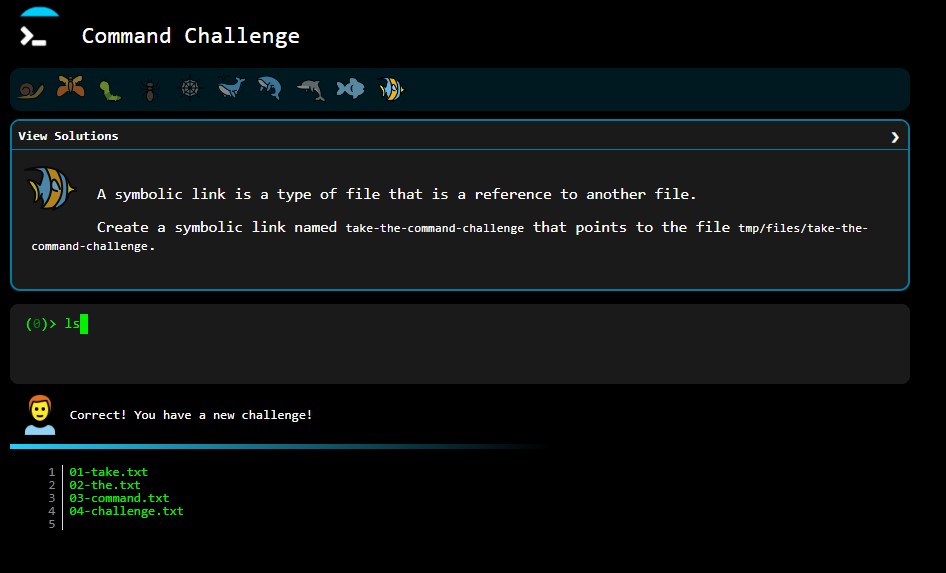 Command Challenge
View Solutions
A symbolic link is a type of file that is a reference to another file.
Create a symbolic link named take-the-command-challenge that points to the file tmp/files/take-the-
command-challenge.
(0)> ls
Correct! You have a new challenge!
1 01-take.txt
2 02-the.txt
3 03-command.txt
4 04-challenge.txt
5